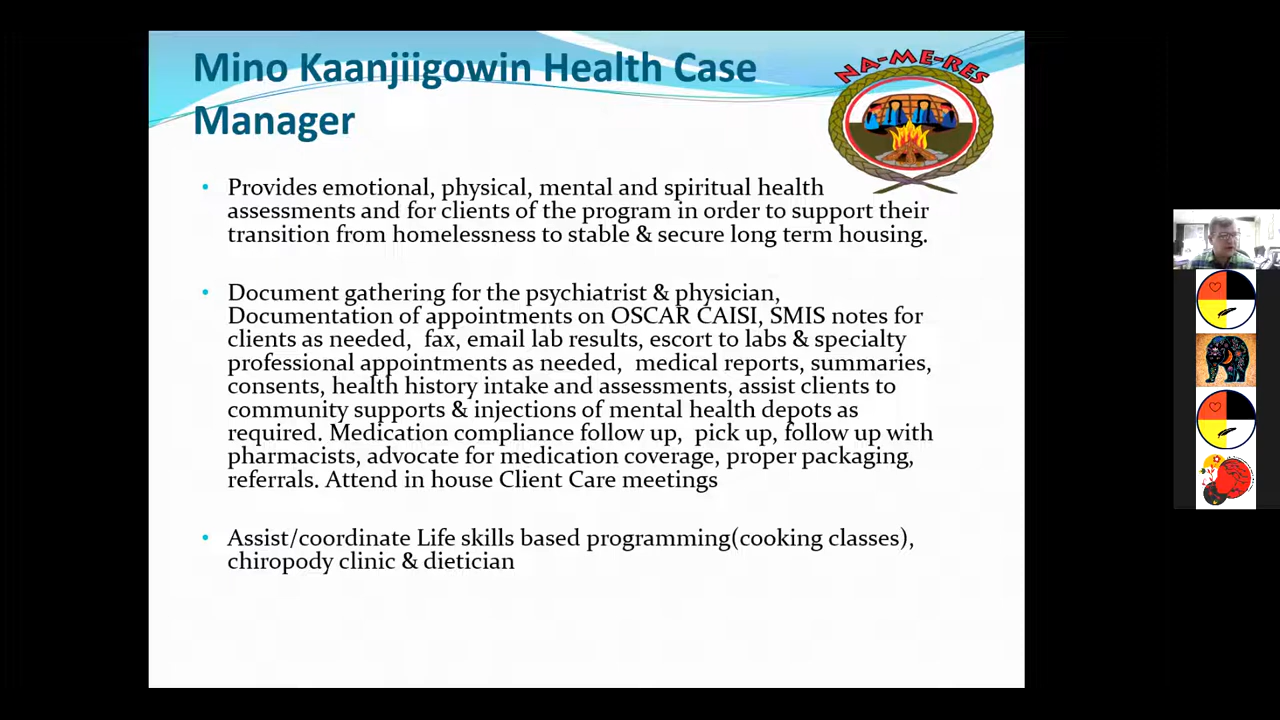 Mino Kaanjiigowin Health Case
Manager
NA-ME-RES
• Provides emotional, physical, mental and spiritual health
assessments and for clients of the program in order to support their
transition from homelessness to stable & secure long term housing.
• Document gathering for the psychiatrist & physician,
Documentation of appointments on OSCAR CAISI, SMIS notes for
clients as needed, fax, email lab results, escort to labs & specialty
professional appointments as needed, medical reports, summaries,
consents, health history intake and assessments, assist clients to
community supports & injections of mental health depots as
required. Medication compliance follow up, pick up, follow up with
pharmacists, advocate for medication coverage, proper packaging,
referrals. Attend in house Client Care meetings
• Assist/coordinate Life skills based programming(cooking classes),
chiropody clinic & dietician